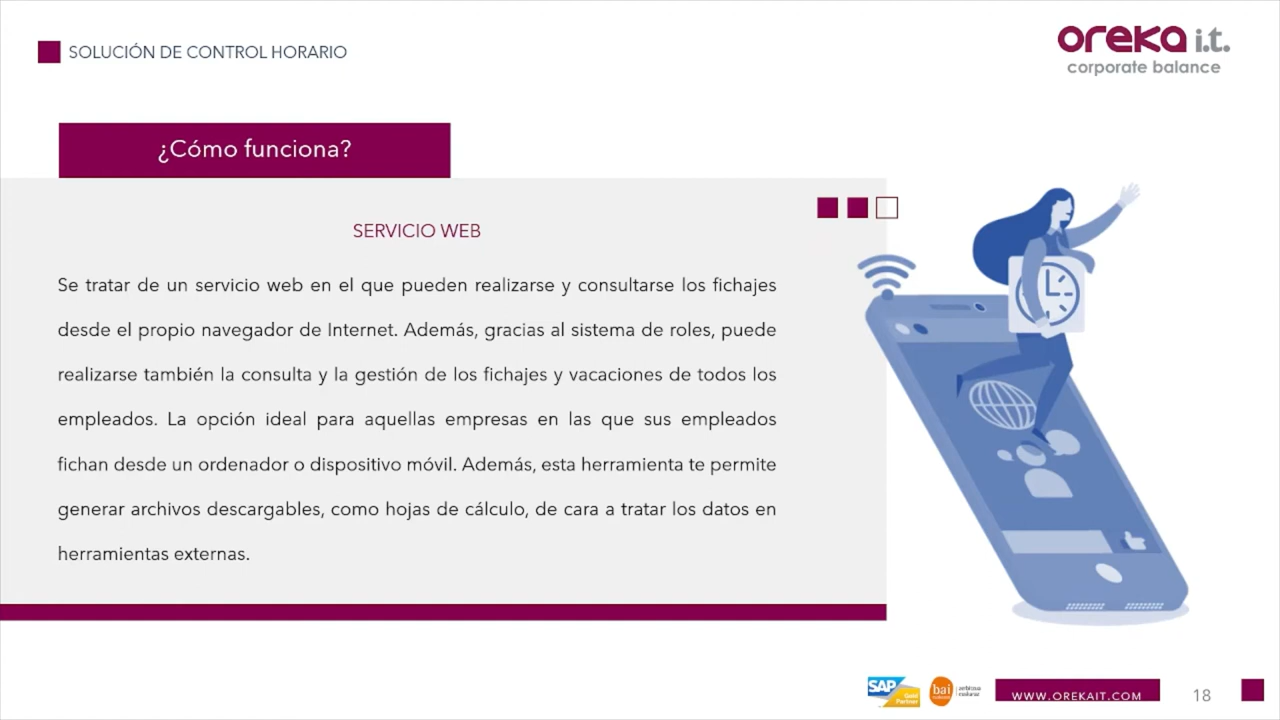 SOLUCIÓN DE CONTROL HORARIO
oreka i.t.
corporate balance
¿Cómo funciona?
SERVICIO WEB
Se tratar de un servicio web en el que pueden realizarse y consultarse los fichajes
desde el propio navegador de Internet. Además, gracias al sistema de roles, puede
realizarse también la consulta y la gestión de los fichajes y vacaciones de todos los
empleados. La opción ideal para aquellas empresas en las que sus empleados
fichan desde un ordenador o dispositivo móvil. Además, esta herramienta te permite
generar archivos descargables, como hojas de cálculo, de cara a tratar los datos en
herramientas externas.
SAP
Gold
Partner
bai
WWW.OREKAIT.COM
18